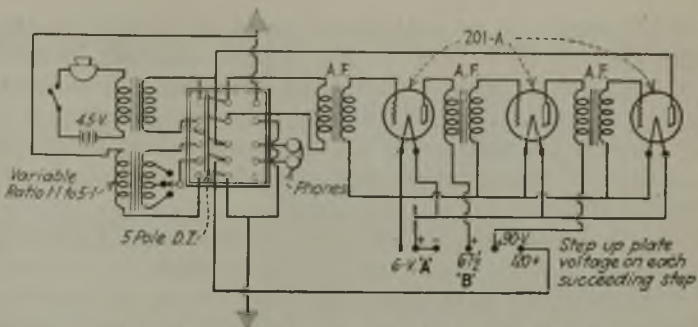 201-A
A.F.
A.F.
A.F.
4.5 V.
Variable
Ratio 1-1 to 5-1
Phones
5 Pole D.T.
+ - + + 90-V.
6-V. "A" 67½ 120+
"B"
Step up plate
voltage on each
succeeding step